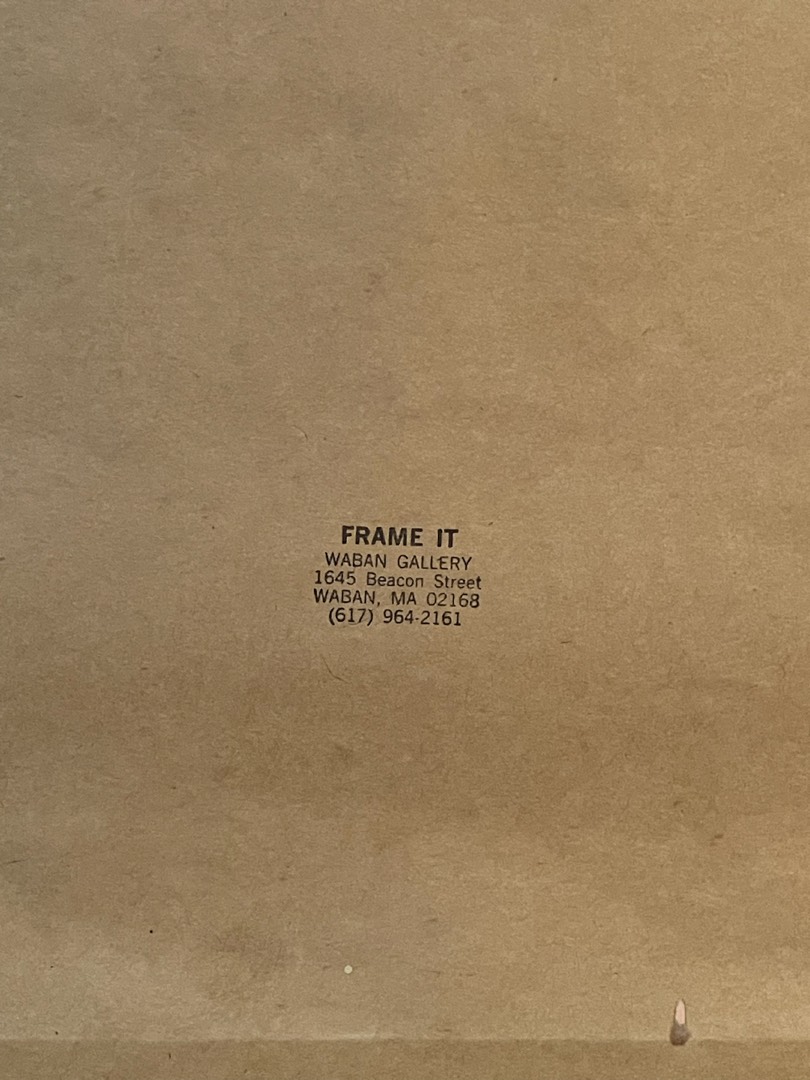 FRAME IT
WABAN GALLERY
1645 Beacon Street
WABAN, MA 02168
(617) 964-2161